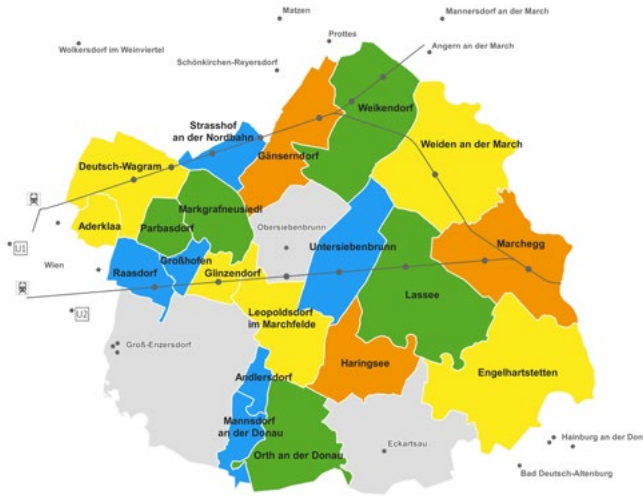 Matzen
Mannersdorf an der March
Prottes
Wolkersdorf im Weinviertel
Angern an der March
Schönkirchen-Reyersdorf
Weikendorf
Strasshof
an der Nordbahn
Weiden an der March
Gänserndorf
Deutsch-Wagram
Markgrafneusiedl
Aderklaa
Parbasdorf
Obersiebenbrunn
U1
Untersiebenbrunn
Marchegg
Großhofen
Wien
Raasdorf
Glinzendorf
Lassee
U2
Leopoldsdorf
im Marchfelde
Groß-Enzersdorf
Haringsee
Engelhartstetten
Andlersdorf
Mannsdorf
an der Donau
Hainburg an der Don
Eckartsau
Orth an der Donau
Bad Deutsch-Altenburg